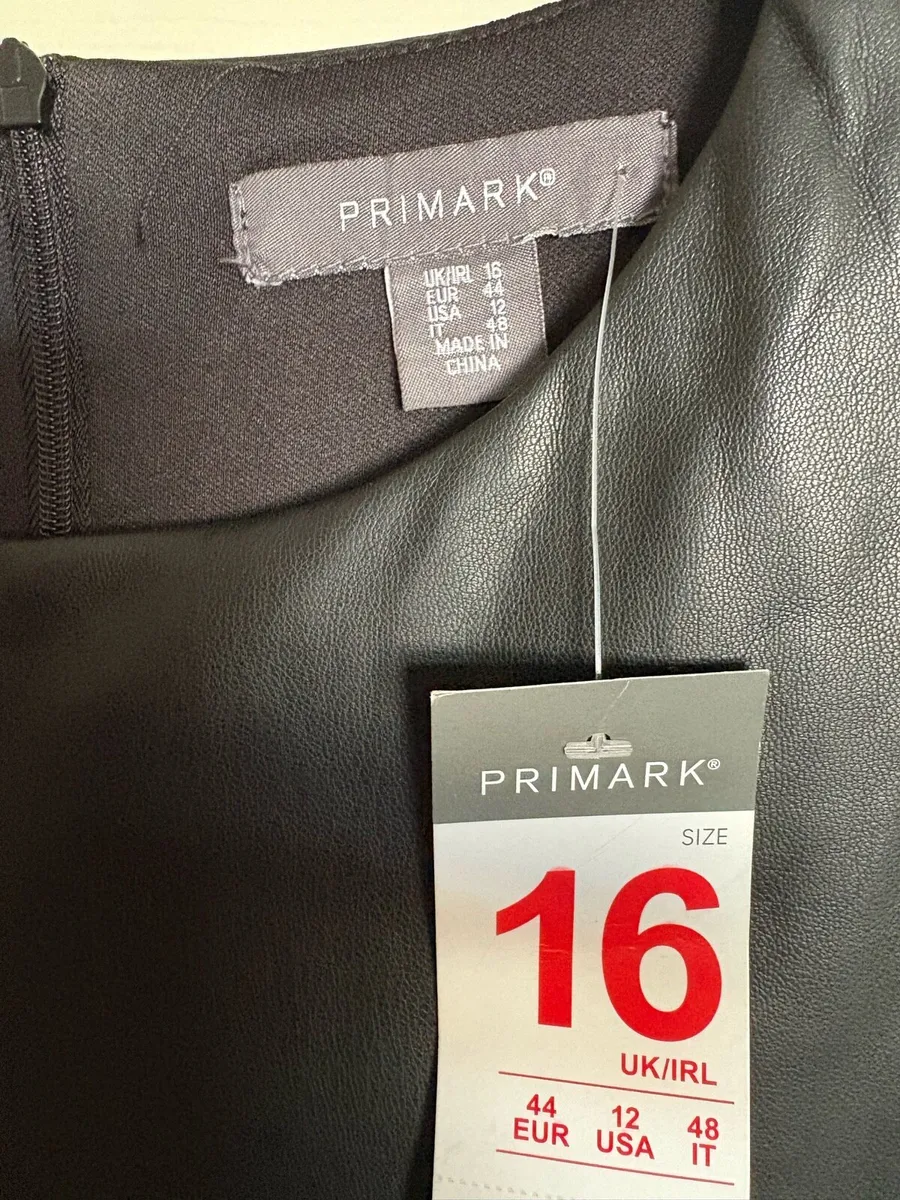 PRIMARK®
UK/IRL 16
EUR 44
USA 12
IT 48
MADE IN
CHINA
PRIMARK®
SIZE
16
UK/IRL
44 12 48
EUR USA IT